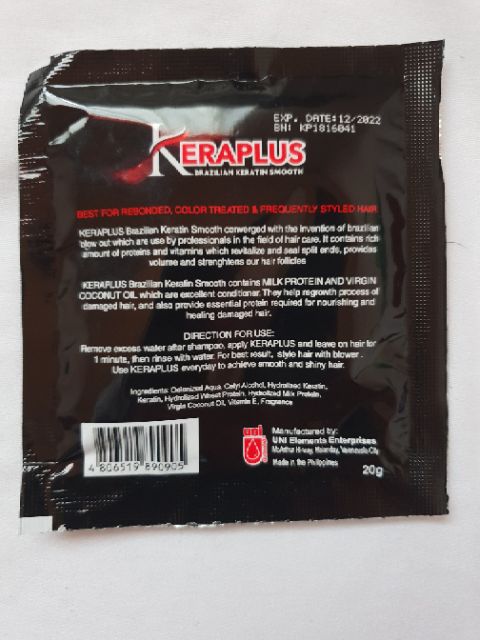 EXP. DATE:12/2022
BN: KP1816041
KERAPLUS
BRAZILIAN KERATIN SMOOTH
BEST FOR REBONDED, COLOR TREATED & FREQUENTLY STYLED HAIR
KERAPLUS Brazilian Keratin Smooth converged with the invention of brazilian
blow out which are use by professionals in the field of hair care. It contains rich
amount of proteins and vitamins which revitalize and seal split ends, provides
volume and strenghtens our hair follicles
KERAPLUS Brazilian Keratin Smooth contains MILK PROTEIN AND VIRGIN
COCONUT OIL which are excellent conditioner. They help regrowth process of
damaged hair, and also provide essential protein required for nourishing and
healing damaged hair.
DIRECTION FOR USE:
Remove excess water after shampoo, apply KERAPLUS and leave on hair for
1 minute, then rinse with water. For best result, style hair with blower.
Use KERAPLUS everyday to achieve smooth and shiny hair.
Ingredients: Deionized Aqua, Cetyl Alcohol, Hydrolized Keratin,
Keratin, Hydrolized Wheat Protein, Hydrolized Milk Protein,
Virgin Coconut Oil, Vitamin E, Fragrance
4 806519 890905
Manufactured by:
UNI Elements Enterprises
McArthur Hi-way, Malanday, Valenzuela City
Made in the Philippines
20g